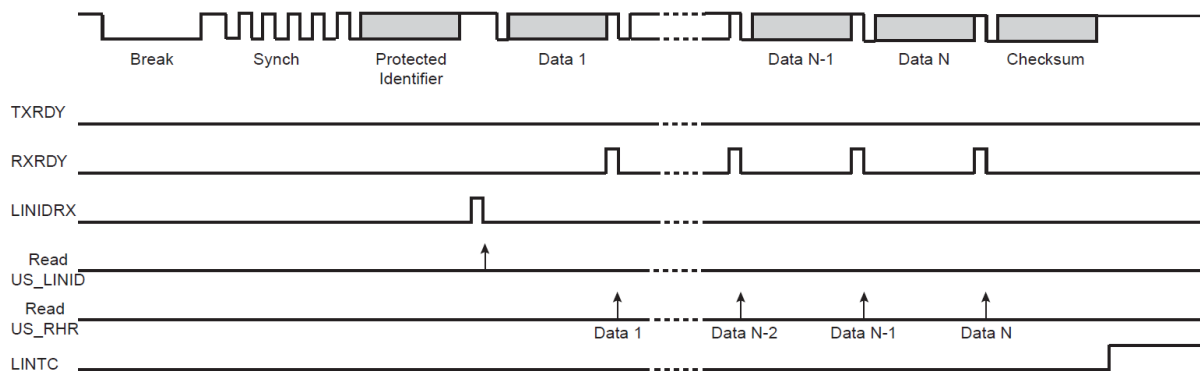 Break Synch Protected Data 1 Data N-1 Data N Checksum
Identifier
TXRDY
RXRDY
LINIDRX
Read
US_LINID
Read
US_RHR
Data 1 Data N-2 Data N-1 Data N
LINTC